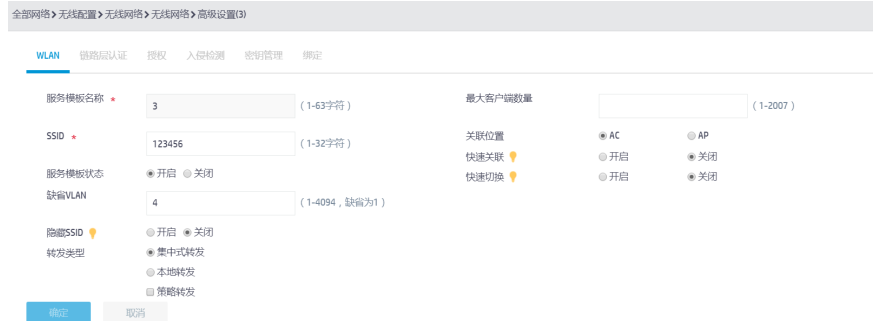 全部网络>无线配置>无线网络>无线网络>高级设置(3)
WLAN 链路层认证 授权 入侵检测 密钥管理 绑定
服务模板名称 * 3 (1-63字符) 最大客户端数量 (1-2007)
SSID * 123456 (1-32字符) 关联位置 AC AP
快速关联 开启 关闭
服务模板状态 开启 关闭 快速切换 开启 关闭
缺省VLAN 4 (1-4094,缺省为1)
隐藏SSID 开启 关闭
转发类型 集中式转发
本地转发
策略转发
确定 取消